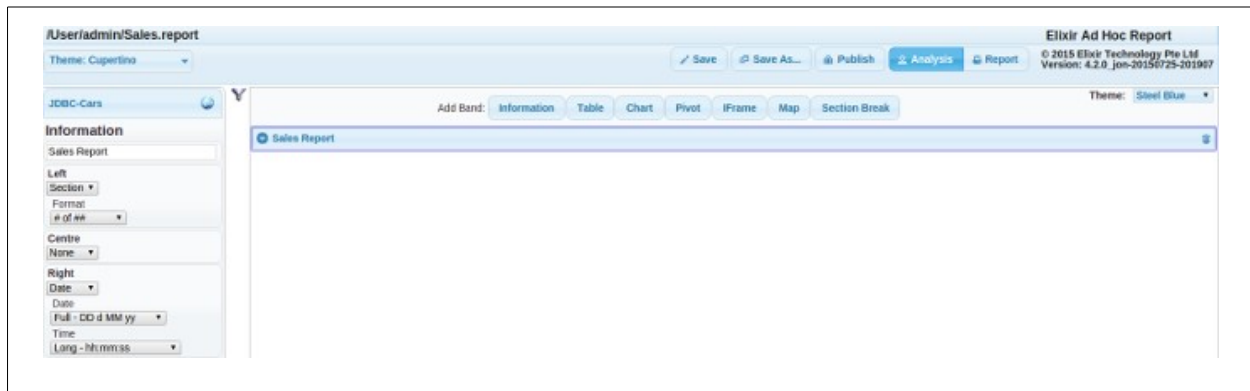 /User/admin/Sales.report
Elixir Ad Hoc Report
Theme: Cupertino
Save
Save As...
Publish
Analysis
Report
© 2015 Elixir Technology Pte Ltd
Version: 4.2.0_jon-20150725-201907
JDBC-Cars
Add Band: Information Table Chart Pivot IFrame Map Section Break
Theme: Steel Blue
Information
Sales Report
Sales Report
Left
Section
Format
# of ##
Centre
None
Right
Date
Date
Full - DD d MM yy
Time
Long - hh:mm:ss